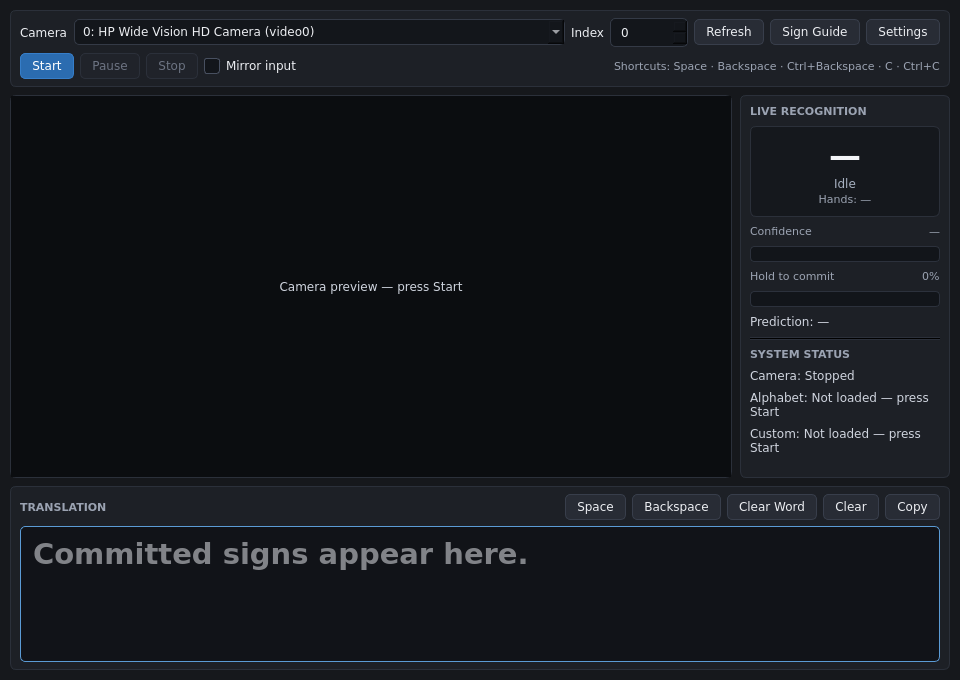 Camera 0: HP Wide Vision HD Camera (video0) Index 0 Refresh Sign Guide Settings
Start Pause Stop Mirror input Shortcuts: Space · Backspace · Ctrl+Backspace · C · Ctrl+C
Camera preview — press Start
LIVE RECOGNITION
—
Idle
Hands: —
Confidence —
Hold to commit 0%
Prediction: —
SYSTEM STATUS
Camera: Stopped
Alphabet: Not loaded — press
Start
Custom: Not loaded — press
Start
TRANSLATION Space Backspace Clear Word Clear Copy
Committed signs appear here.